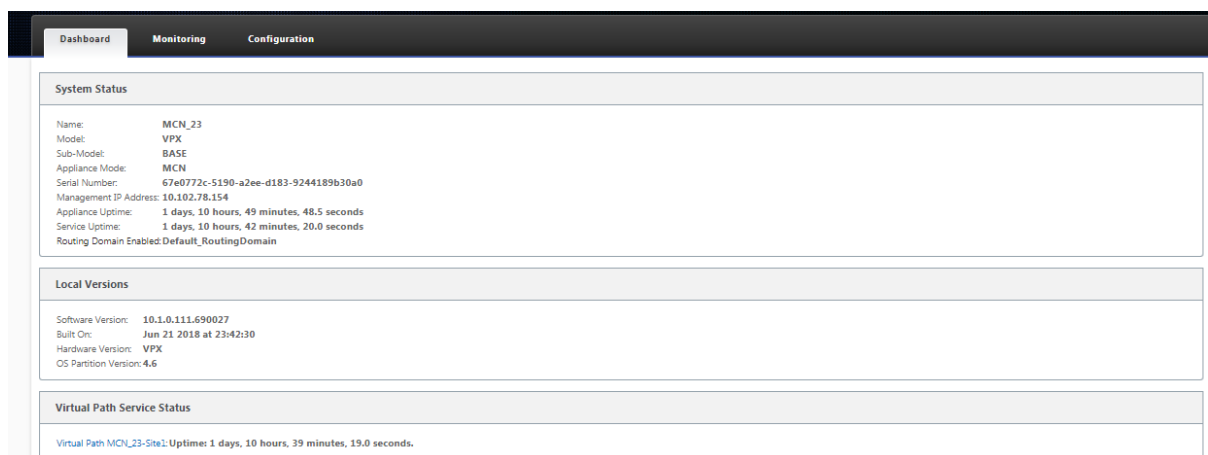 Dashboard Monitoring Configuration
System Status
Name: MCN_23
Model: VPX
Sub-Model: BASE
Appliance Mode: MCN
Serial Number: 67e0772c-5190-a2ee-d183-9244189b30a0
Management IP Address: 10.102.78.154
Appliance Uptime: 1 days, 10 hours, 49 minutes, 48.5 seconds
Service Uptime: 1 days, 10 hours, 42 minutes, 20.0 seconds
Routing Domain Enabled: Default_RoutingDomain
Local Versions
Software Version: 10.1.0.111.690027
Built On: Jun 21 2018 at 23:42:30
Hardware Version: VPX
OS Partition Version: 4.6
Virtual Path Service Status
Virtual Path MCN_23-Site1: Uptime: 1 days, 10 hours, 39 minutes, 19.0 seconds.